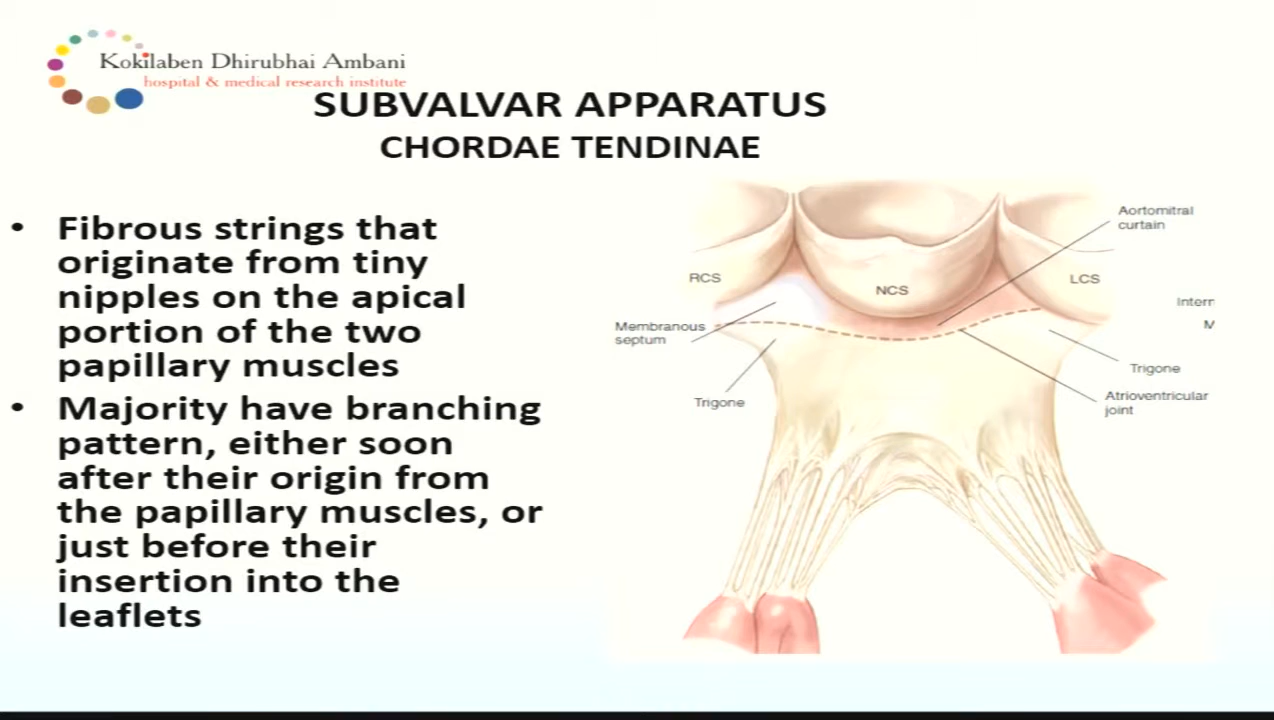 Kokilaben Dhirubhai Ambani
hospital & medical research institute
SUBVALVAR APPARATUS
CHORDAE TENDINAE
• Fibrous strings that
originate from tiny
nipples on the apical
portion of the two
papillary muscles
• Majority have branching
pattern, either soon
after their origin from
the papillary muscles, or
just before their
insertion into the
leaflets
Aortomitral
curtain
RCS
NCS
LCS
Intern
M
Membranous
septum
Trigone
Trigone
Atrioventricular
joint